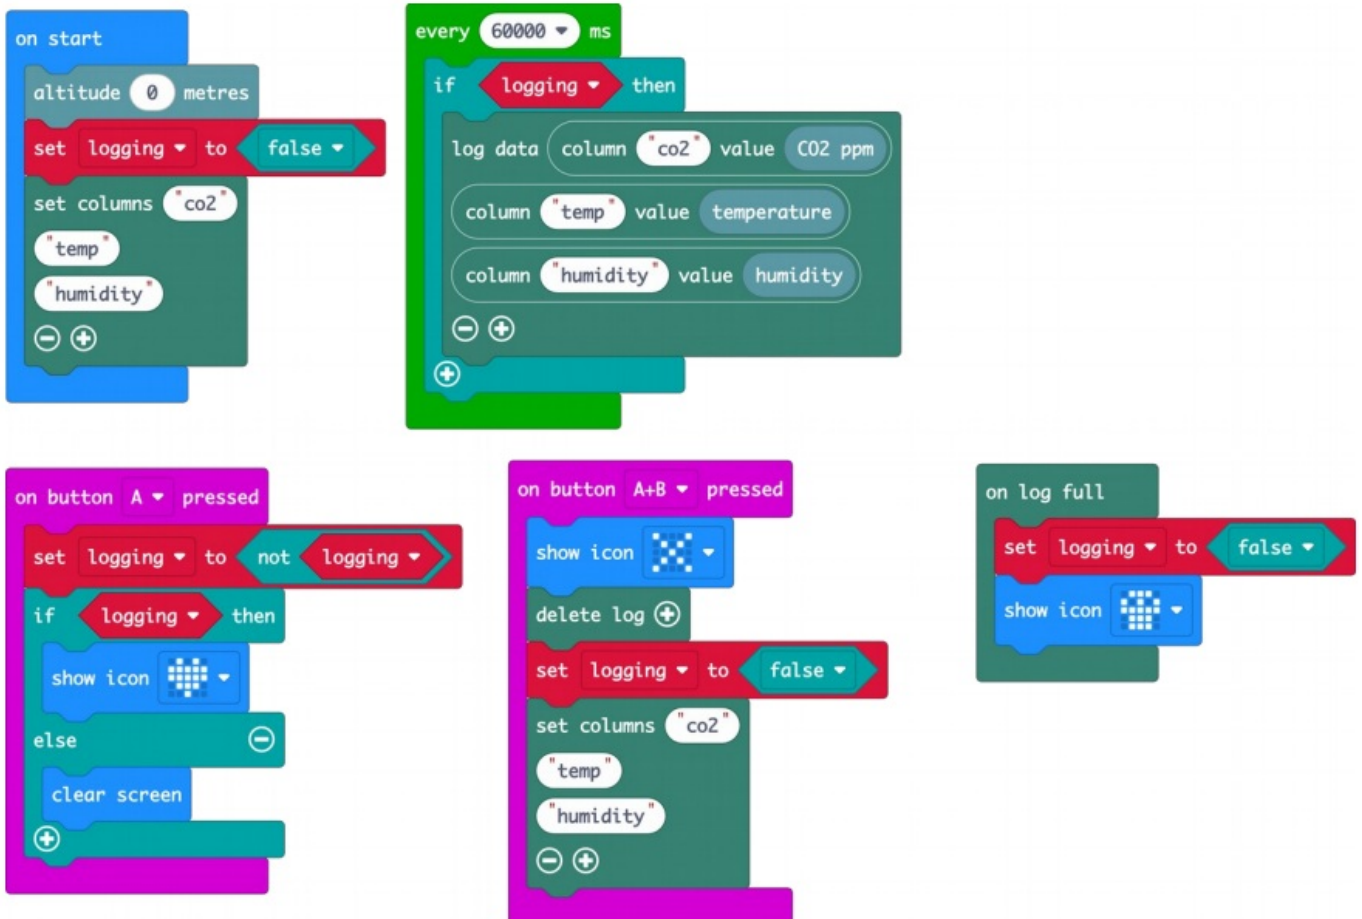 on start
altitude 0 metres
set logging to false
set columns "co2"
"temp"
"humidity"
every 60000 ms
if logging then
log data column "co2" value CO2 ppm
column "temp" value temperature
column "humidity" value humidity
on button A pressed
set logging to not logging
if logging then
show icon
else
clear screen
on button A+B pressed
show icon
delete log
set logging to false
set columns "co2"
"temp"
"humidity"
on log full
set logging to false
show icon